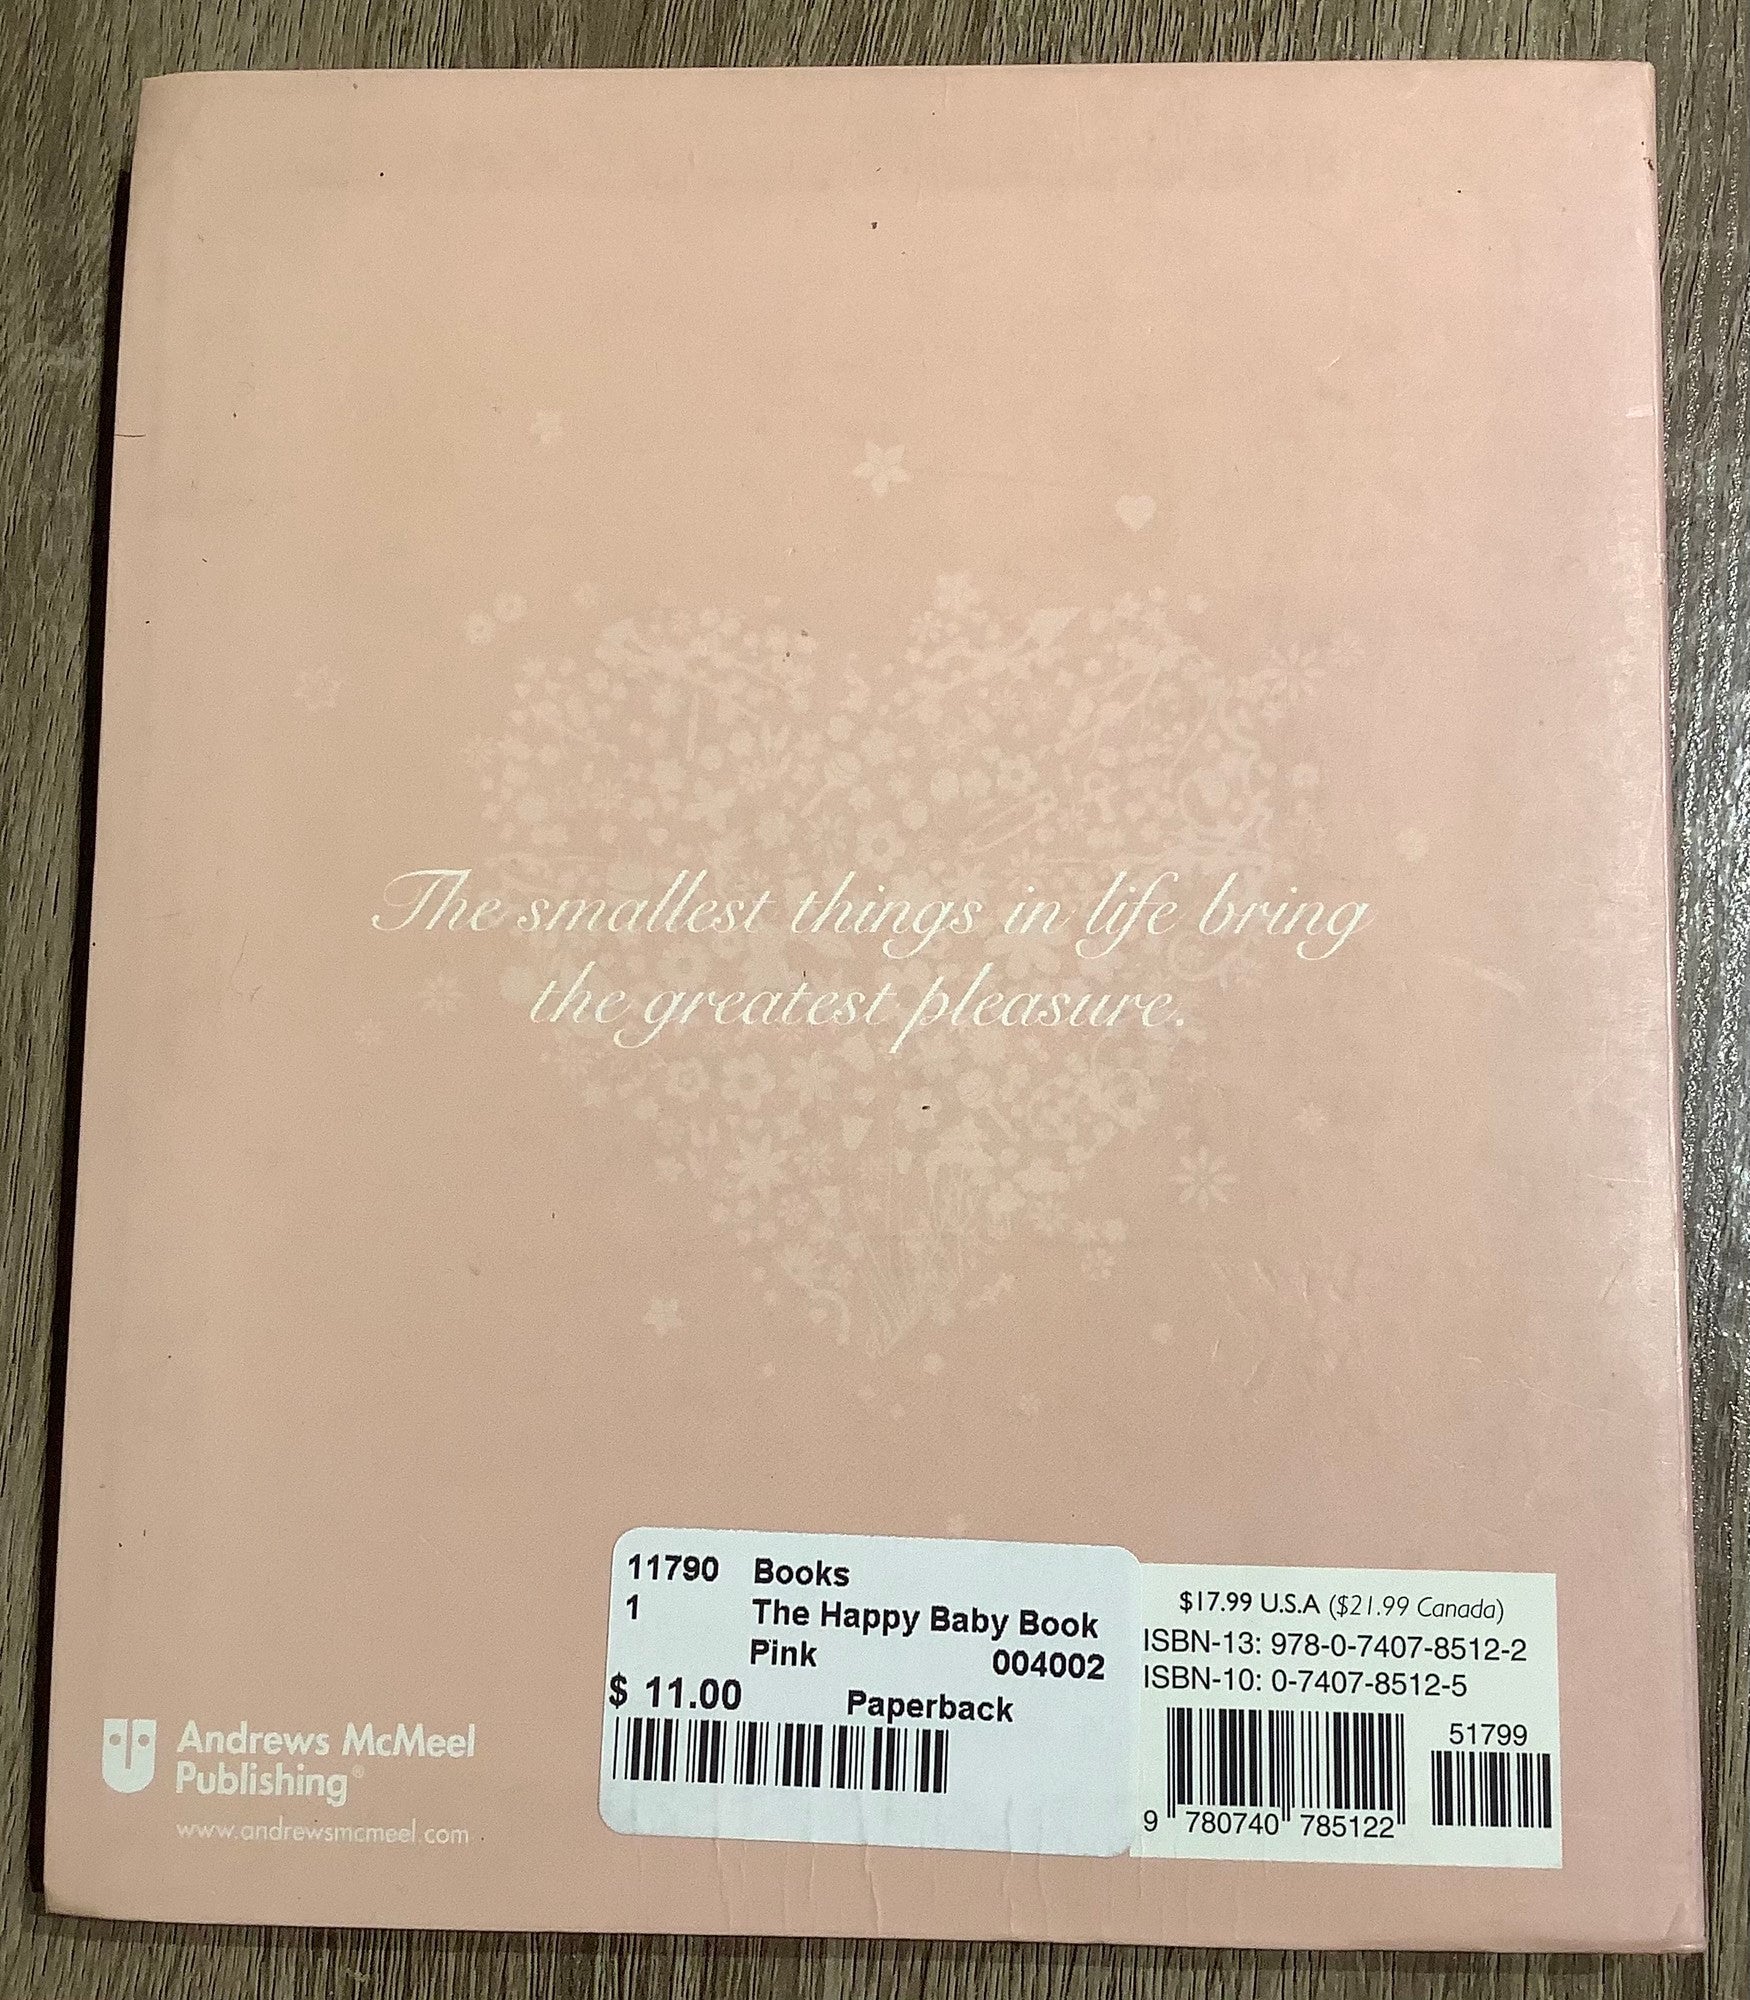 The smallest things in life bring
the greatest pleasure.
11790 Books
1 The Happy Baby Book
Pink 004002
$ 11.00 Paperback
$17.99 U.S.A ($21.99 Canada)
ISBN-13: 978-0-7407-8512-2
ISBN-10: 0-7407-8512-5
51799
9 780740 785122
Andrews McMeel
Publishing®
www.andrewsmcmeel.com